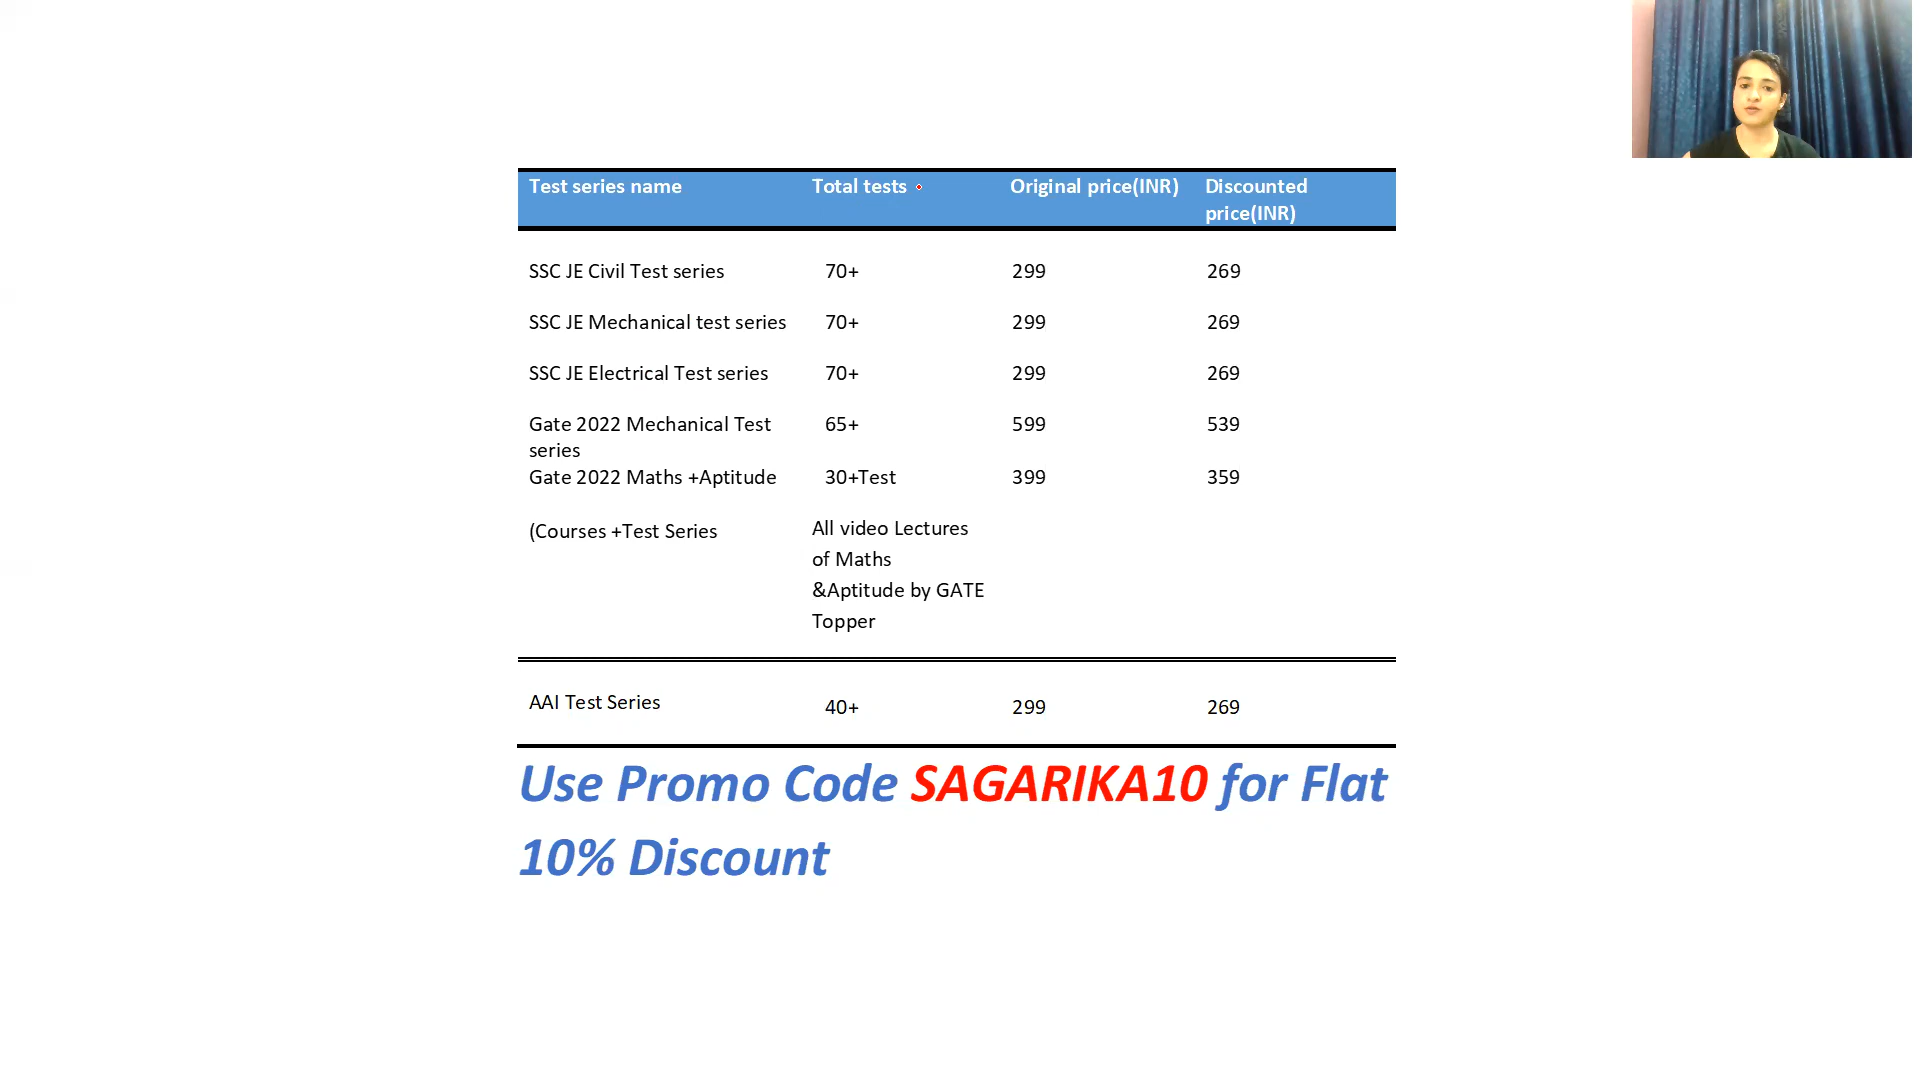 Test series name Total tests Original price(INR) Discounted
price(INR)
SSC JE Civil Test series 70+ 299 269
SSC JE Mechanical test series 70+ 299 269
SSC JE Electrical Test series 70+ 299 269
Gate 2022 Mechanical Test 65+ 599 539
series
Gate 2022 Maths +Aptitude 30+Test 399 359
(Courses +Test Series All video Lectures
of Maths
&Aptitude by GATE
Topper
AAI Test Series 40+ 299 269
Use Promo Code SAGARIKA10 for Flat
10% Discount